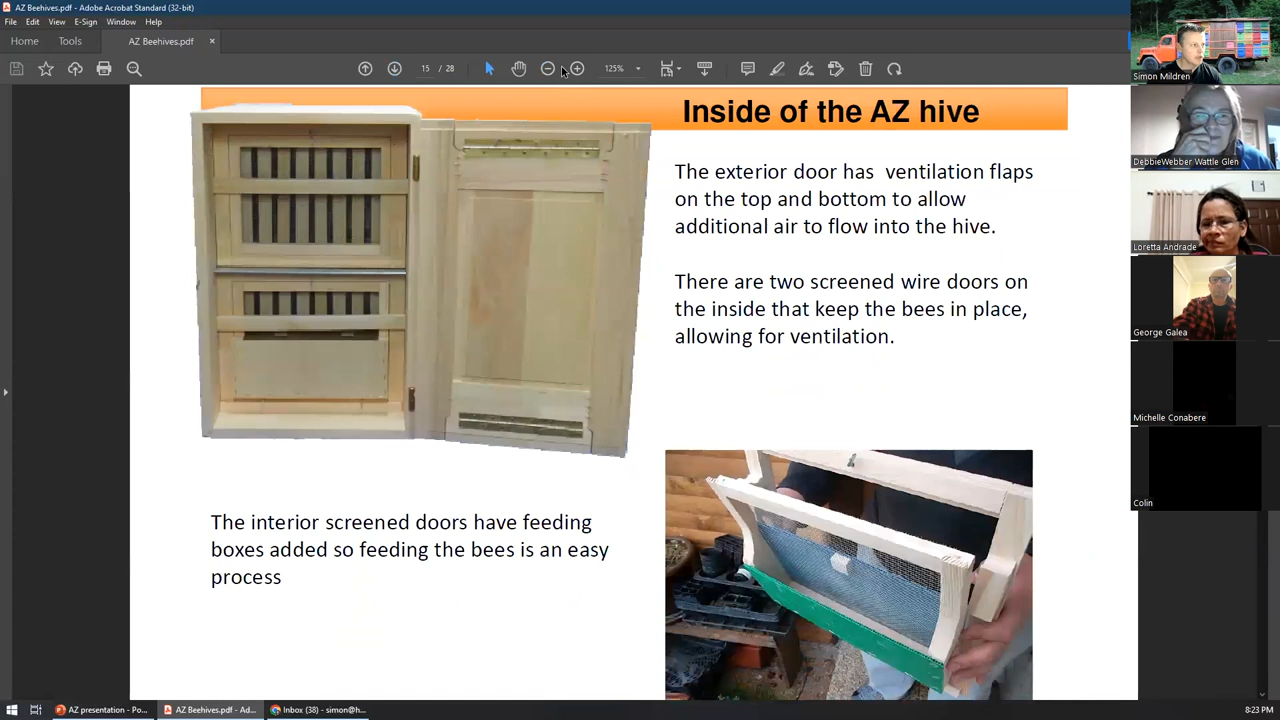 AZ Beehives.pdf - Adobe Acrobat Standard (32-bit)
File Edit View E-Sign Window Help
Home Tools AZ Beehives.pdf ×
15 / 28 125%
Inside of the AZ hive
The exterior door has ventilation flaps
on the top and bottom to allow
additional air to flow into the hive.
There are two screened wire doors on
the inside that keep the bees in place,
allowing for ventilation.
The interior screened doors have feeding
boxes added so feeding the bees is an easy
process
Simon Mildren
DebbieWebber Wattle Glen
Loretta Andrade
George Galea
Michelle Conabere
Colin
AZ presentation - Po... AZ Beehives.pdf - Ad... Inbox (38) - simon@h... 8:23 PM